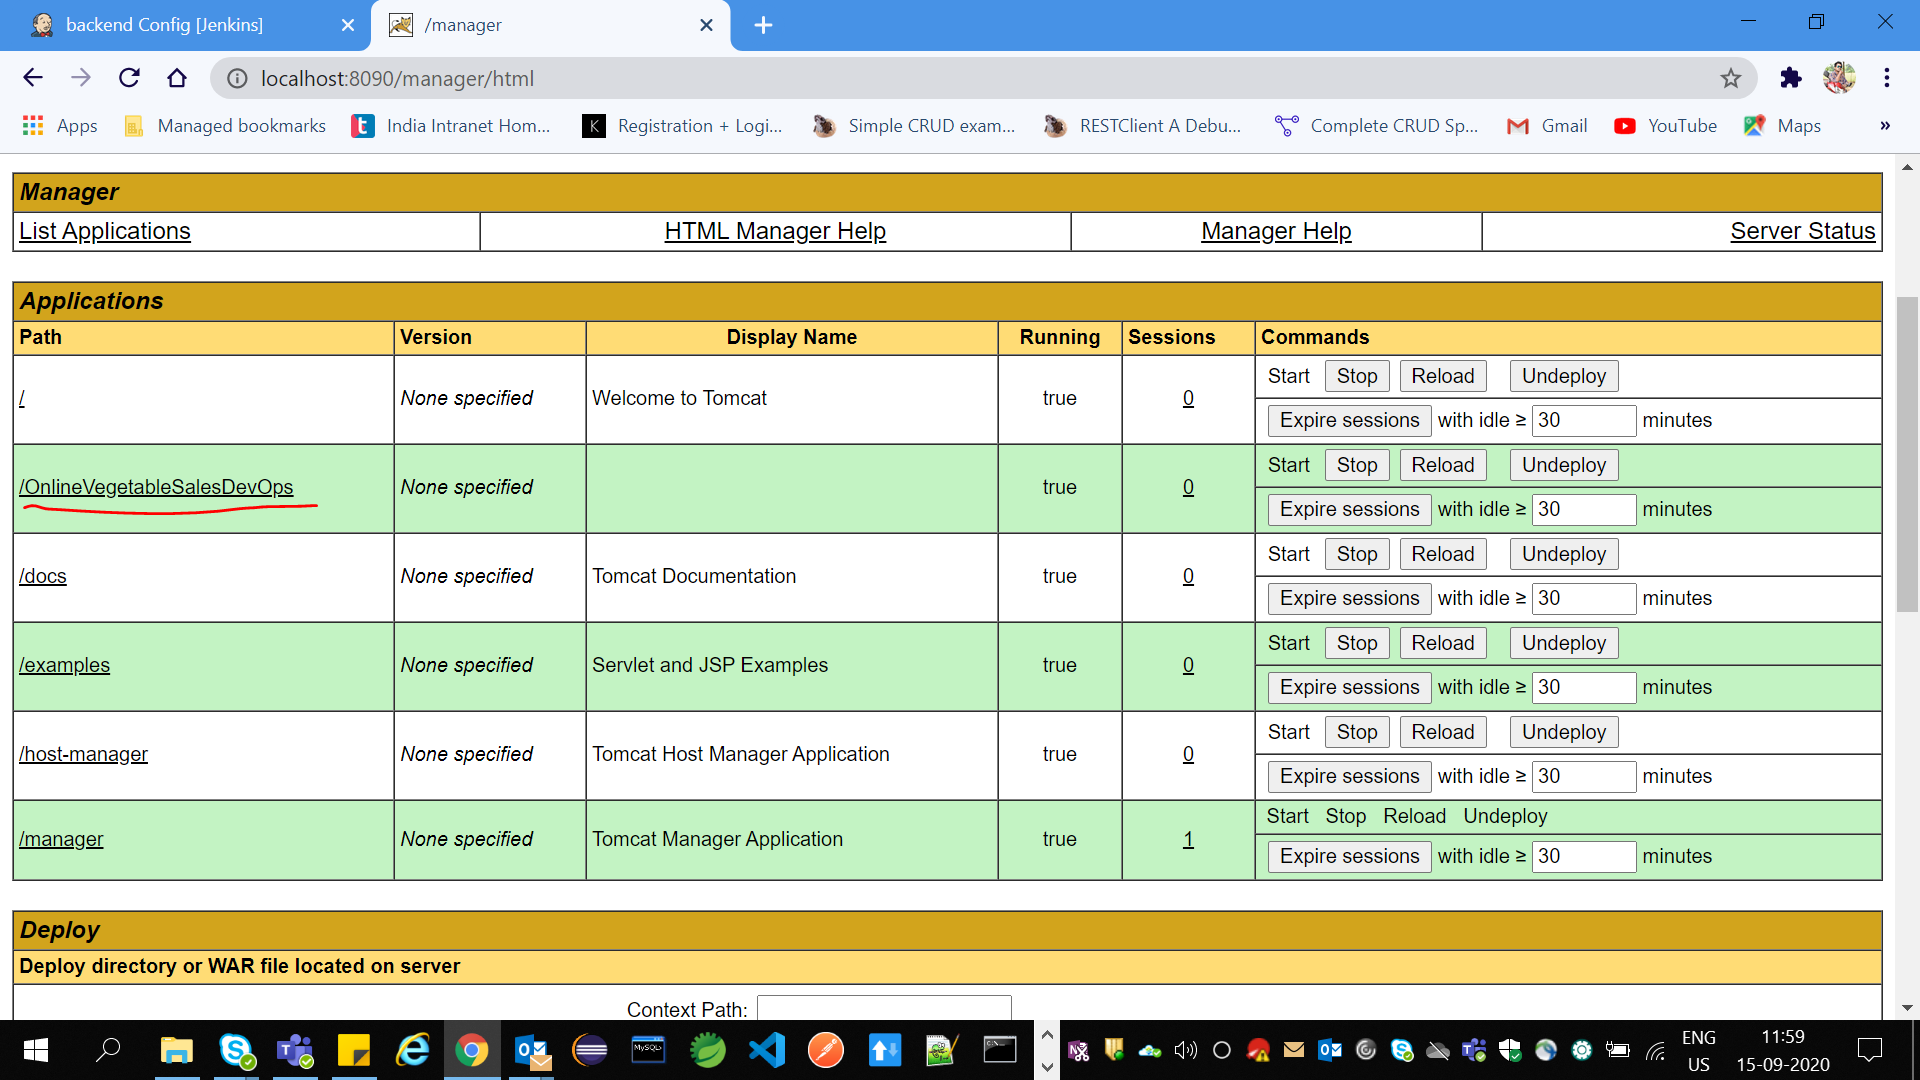 backend Config [Jenkins]
/manager
localhost:8090/manager/html
Apps
Managed bookmarks
India Intranet Hom...
Registration + Logi...
Simple CRUD exam...
RESTClient A Debu...
Complete CRUD Sp...
Gmail
YouTube
Maps
»
Manager
List Applications HTML Manager Help Manager Help Server Status
Applications
Path Version Display Name Running Sessions Commands
/ None specified Welcome to Tomcat true 0 Start Stop Reload Undeploy
Expire sessions with idle ≥ 30 minutes
/OnlineVegetableSalesDevOps None specified true 0 Start Stop Reload Undeploy
Expire sessions with idle ≥ 30 minutes
/docs None specified Tomcat Documentation true 0 Start Stop Reload Undeploy
Expire sessions with idle ≥ 30 minutes
/examples None specified Servlet and JSP Examples true 0 Start Stop Reload Undeploy
Expire sessions with idle ≥ 30 minutes
/host-manager None specified Tomcat Host Manager Application true 0 Start Stop Reload Undeploy
Expire sessions with idle ≥ 30 minutes
/manager None specified Tomcat Manager Application true 1 Start Stop Reload Undeploy
Expire sessions with idle ≥ 30 minutes
Deploy
Deploy directory or WAR file located on server
Context Path:
MySQL
ENG
US
11:59
15-09-2020